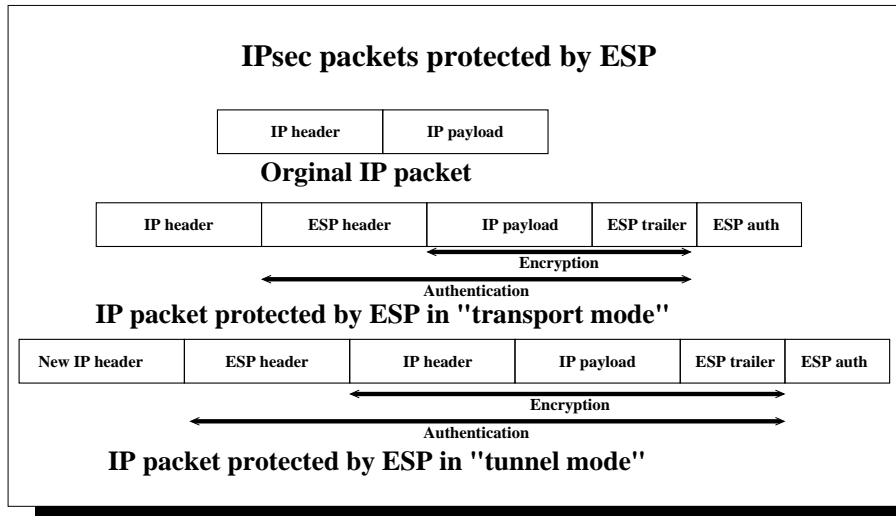 IPsec packets protected by ESP
IP header IP payload
Orginal IP packet
IP header ESP header IP payload ESP trailer ESP auth
Encryption
Authentication
IP packet protected by ESP in "transport mode"
New IP header ESP header IP header IP payload ESP trailer ESP auth
Encryption
Authentication
IP packet protected by ESP in "tunnel mode"